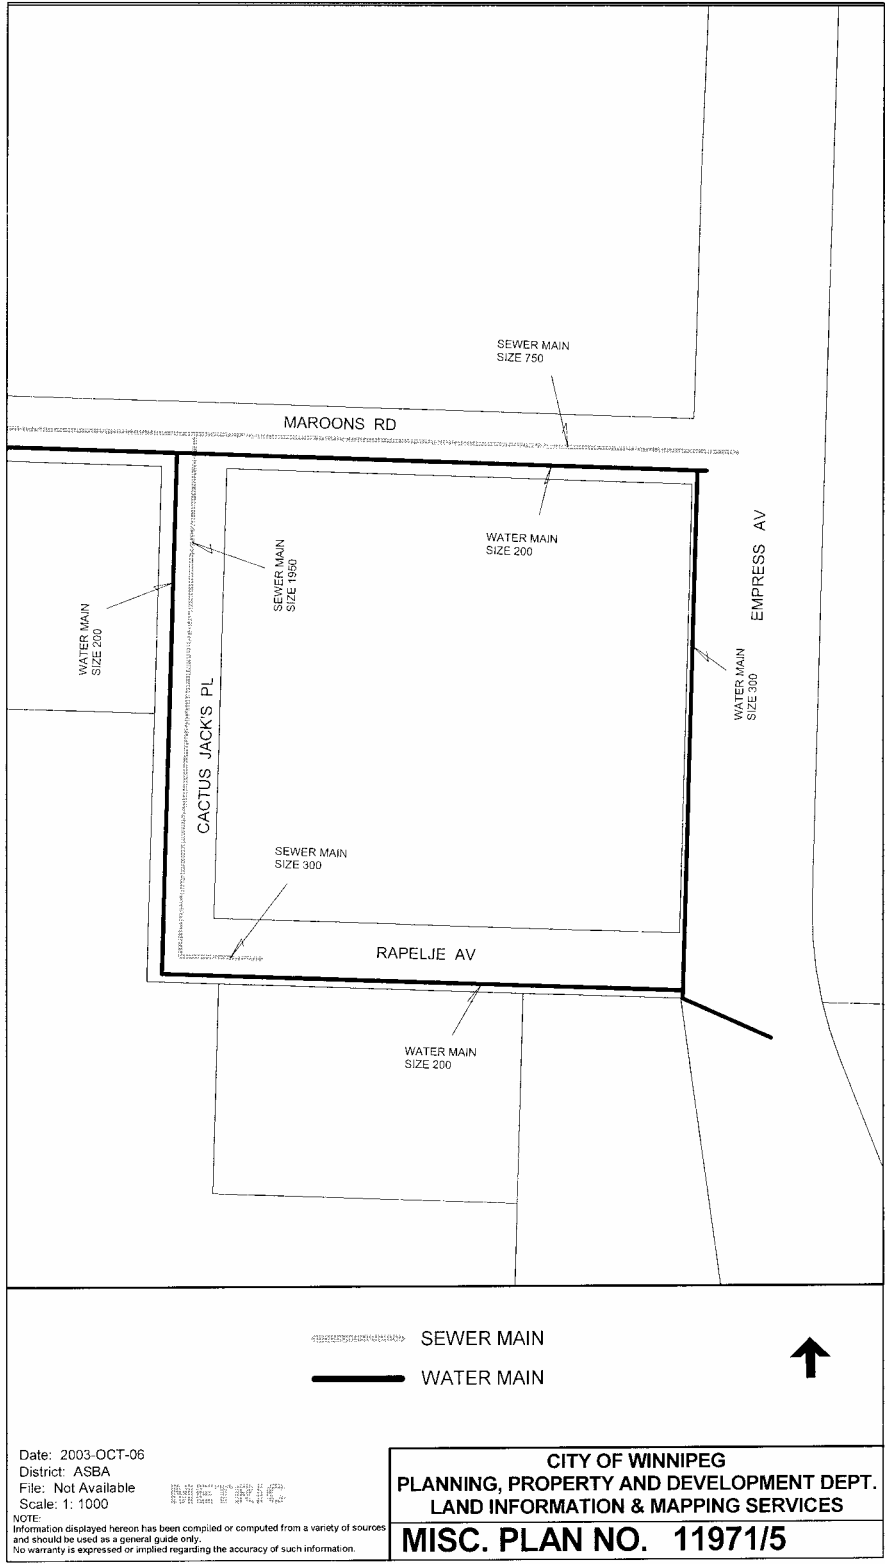 SEWER MAIN
SIZE 750
MAROONS RD
WATER MAIN
SIZE 200
SEWER MAIN
SIZE 1950
EMPRESS AV
WATER MAIN
SIZE 200
WATER MAIN
SIZE 300
CACTUS JACK'S PL
SEWER MAIN
SIZE 300
RAPELJE AV
WATER MAIN
SIZE 200
SEWER MAIN
WATER MAIN
Date: 2003-OCT-06
District: ASBA
File: Not Available
Scale: 1: 1000
METRIC
NOTE:
Information displayed hereon has been compiled or computed from a variety of sources
and should be used as a general guide only.
No warranty is expressed or implied regarding the accuracy of such information.
CITY OF WINNIPEG
PLANNING, PROPERTY AND DEVELOPMENT DEPT.
LAND INFORMATION & MAPPING SERVICES
MISC. PLAN NO. 11971/5